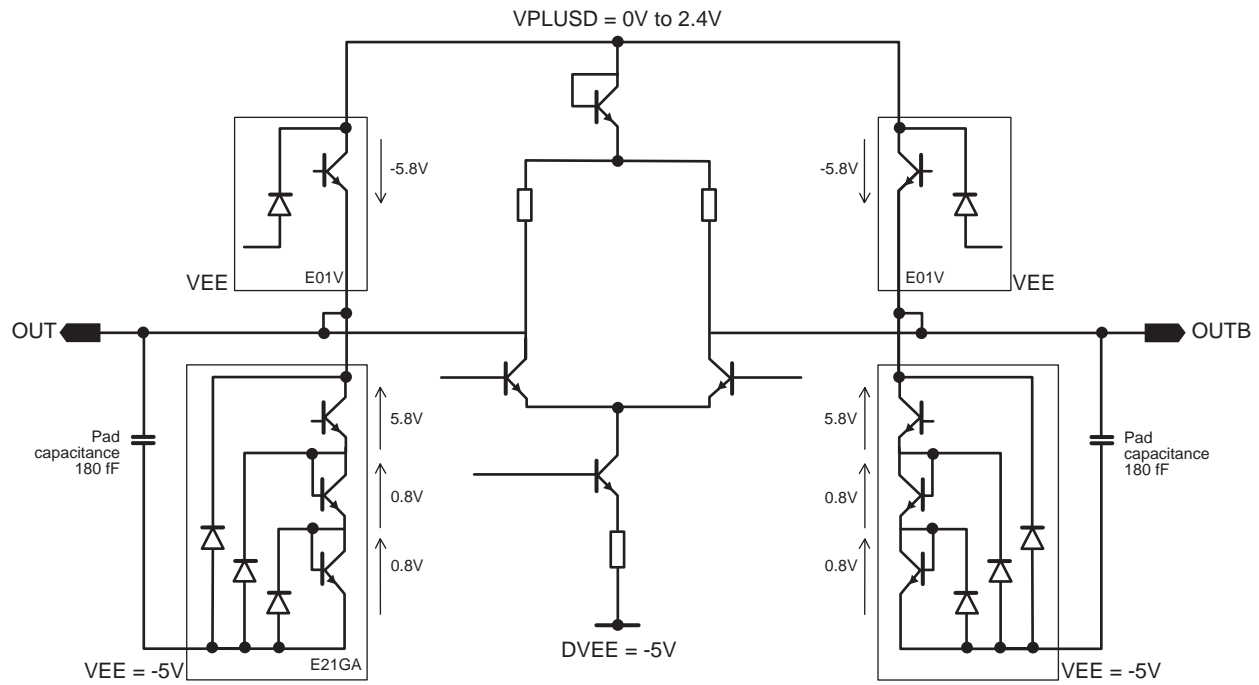 VPLUSD = 0V to 2.4V
-5.8V
-5.8V
E01V
VEE
E01V
VEE
OUT
OUTB
5.8V
5.8V
Pad
capacitance
180 fF
Pad
capacitance
180 fF
0.8V
0.8V
0.8V
0.8V
DVEE = -5V
E21GA
VEE = -5V
VEE = -5V